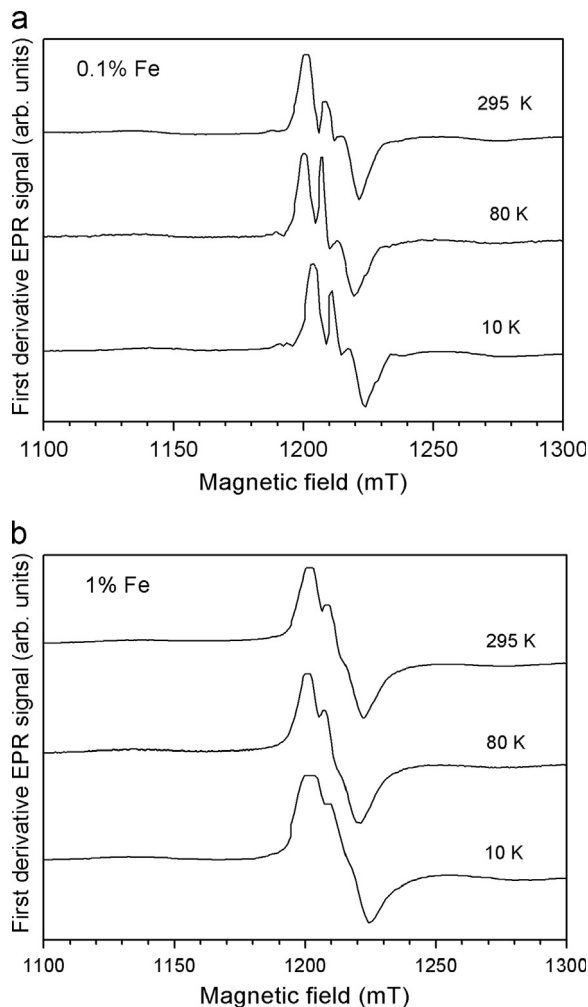 a
0.1% Fe
295 K
80 K
10 K
First derivative EPR signal (arb. units)
1100 1150 1200 1250 1300
Magnetic field (mT)
b
1% Fe
295 K
80 K
10 K
First derivative EPR signal (arb. units)
1100 1150 1200 1250 1300
Magnetic field (mT)